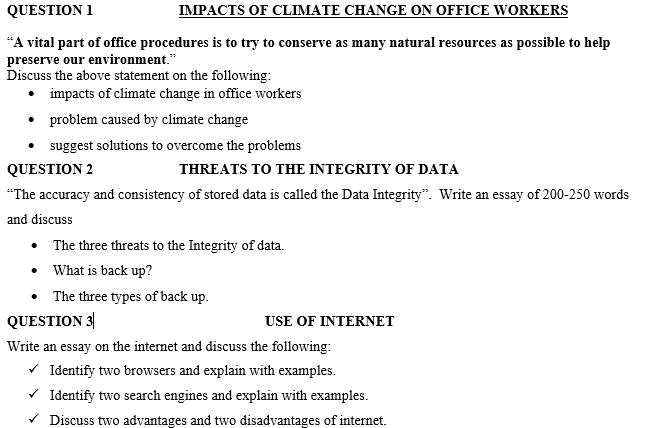 QUESTION 1 IMPACTS OF CLIMATE CHANGE ON OFFICE WORKERS
“A vital part of office procedures is to try to conserve as many natural resources as possible to help
preserve our environment.”
Discuss the above statement on the following:
• impacts of climate change in office workers
• problem caused by climate change
• suggest solutions to overcome the problems
QUESTION 2 THREATS TO THE INTEGRITY OF DATA
“The accuracy and consistency of stored data is called the Data Integrity”. Write an essay of 200-250 words
and discuss
• The three threats to the Integrity of data.
• What is back up?
• The three types of back up.
QUESTION 3 USE OF INTERNET
Write an essay on the internet and discuss the following:
✓ Identify two browsers and explain with examples.
✓ Identify two search engines and explain with examples.
✓ Discuss two advantages and two disadvantages of internet.